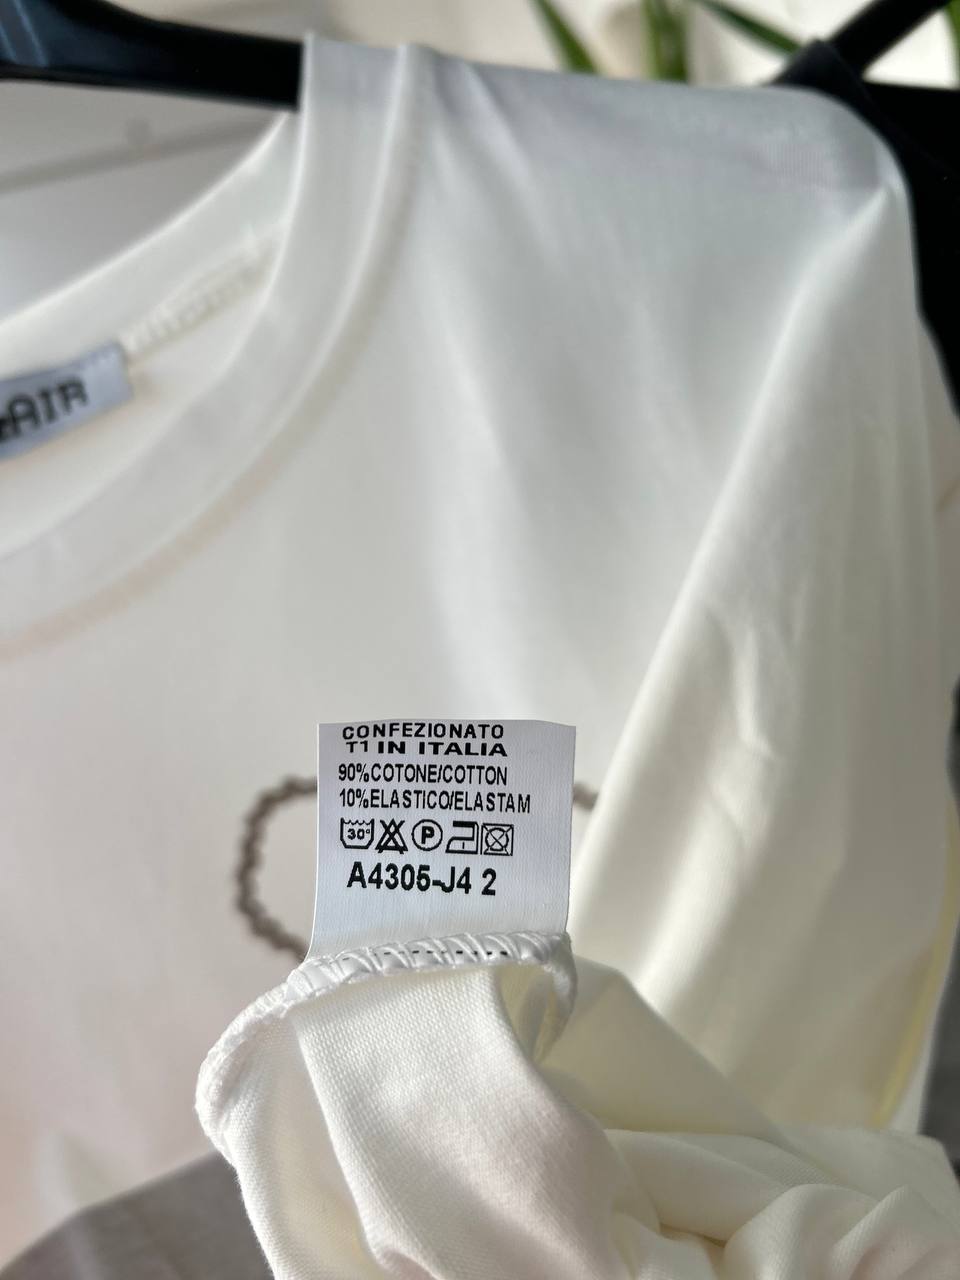 AIR
CONFEZIONATO
T1 IN ITALIA
90%COTONE/COTTON
10%ELASTICO/ELASTAM
30° P
A4305-J4 2